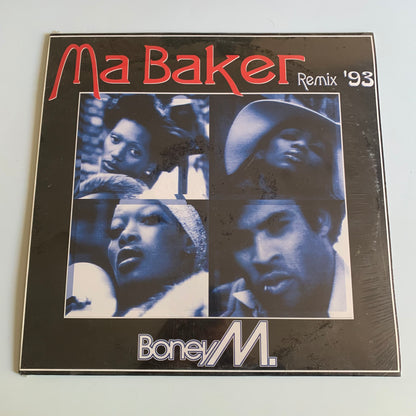 Ma Baker
Remix '93
Boney M.